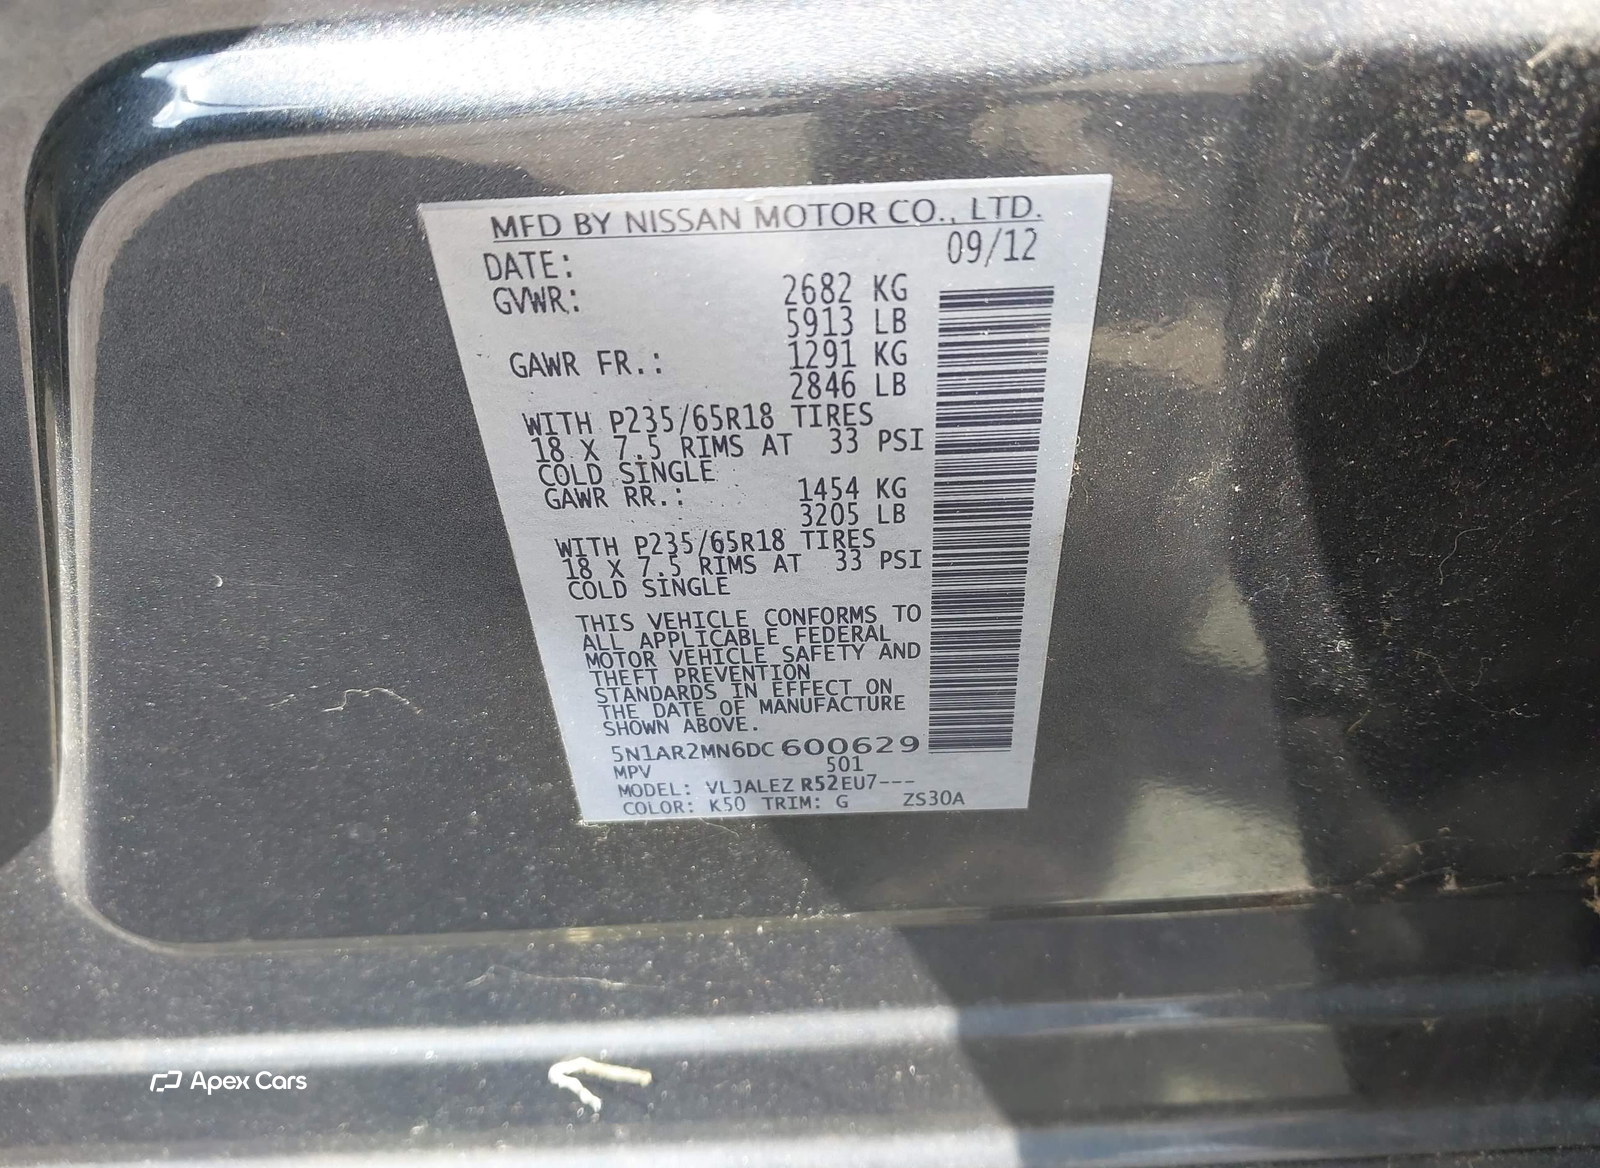 MFD BY NISSAN MOTOR CO., LTD.
DATE: 09/12
GVWR: 2682 KG
5913 LB
GAWR FR.: 1291 KG
2846 LB
WITH P235/65R18 TIRES
18 X 7.5 RIMS AT 33 PSI
COLD SINGLE
GAWR RR.: 1454 KG
3205 LB
WITH P235/65R18 TIRES
18 X 7.5 RIMS AT 33 PSI
COLD SINGLE
THIS VEHICLE CONFORMS TO
ALL APPLICABLE FEDERAL
MOTOR VEHICLE SAFETY AND
THEFT PREVENTION
STANDARDS IN EFFECT ON
THE DATE OF MANUFACTURE
SHOWN ABOVE.
5N1AR2MN6DC600629
MPV 501
MODEL: VLJALEZ R52EU7---
COLOR: K50 TRIM: G ZS30A
Apex Cars